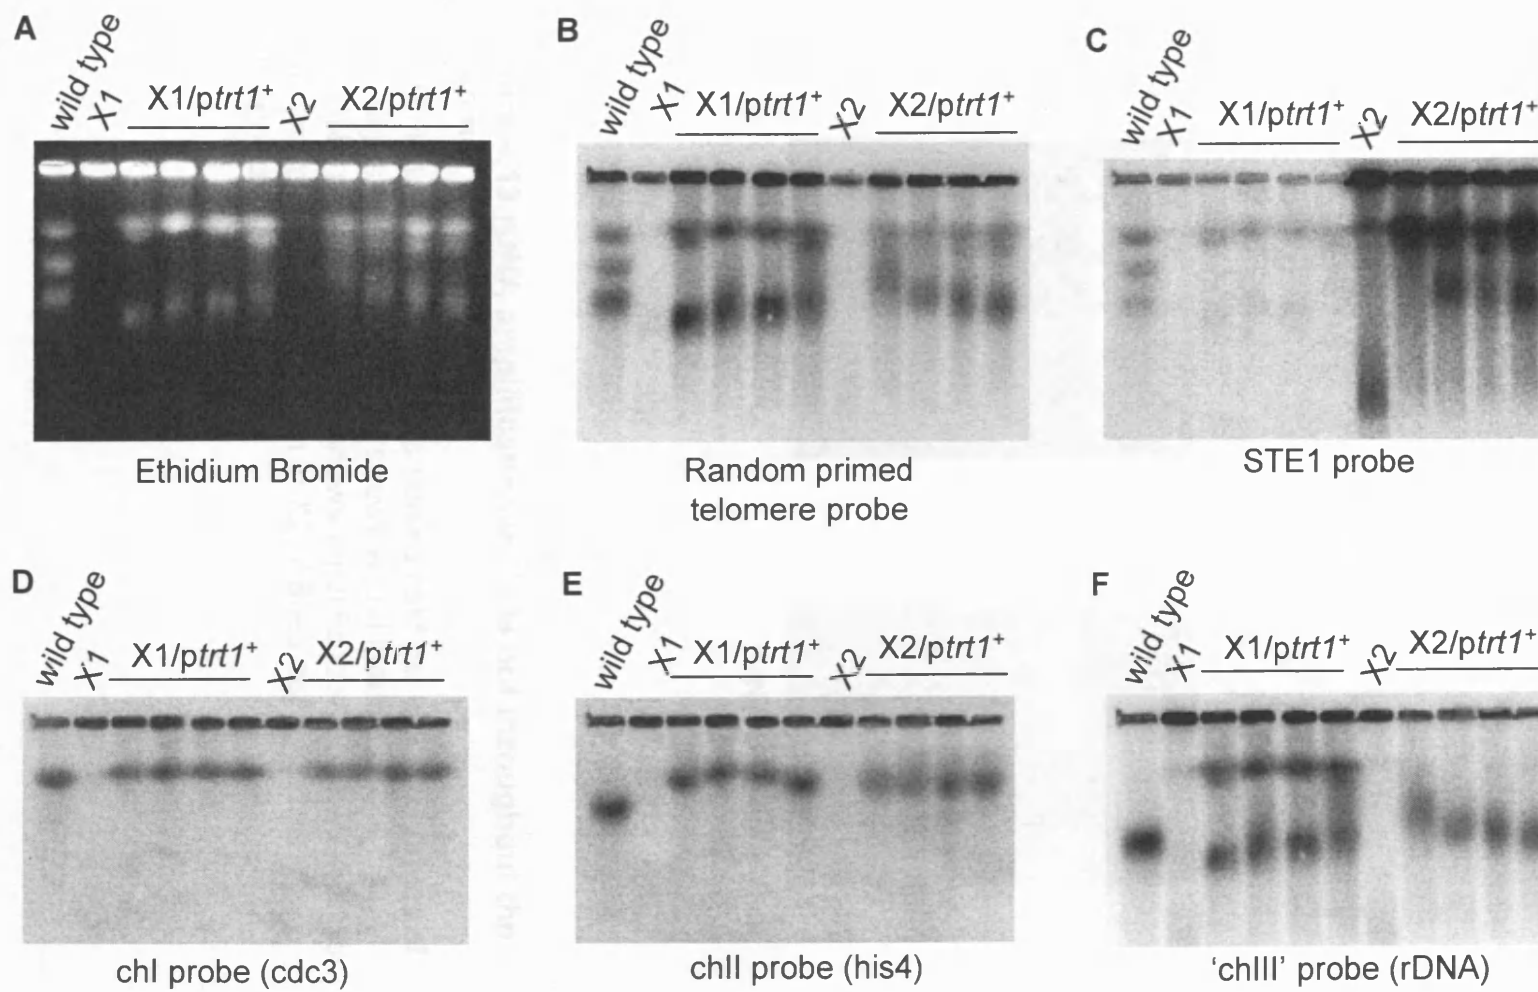 A
wild type
X1
X1/ptrt1+
X2
X2/ptrt1+
Ethidium Bromide
B
wild type
X1
X1/ptrt1+
X2
X2/ptrt1+
Random primed
telomere probe
C
wild type
X1
X1/ptrt1+
X2
X2/ptrt1+
STE1 probe
D
wild type
X1
X1/ptrt1+
X2
X2/ptrt1+
chI probe (cdc3)
E
wild type
X1
X1/ptrt1+
X2
X2/ptrt1+
chII probe (his4)
F
wild type
X1
X1/ptrt1+
X2
X2/ptrt1+
'chIII' probe (rDNA)